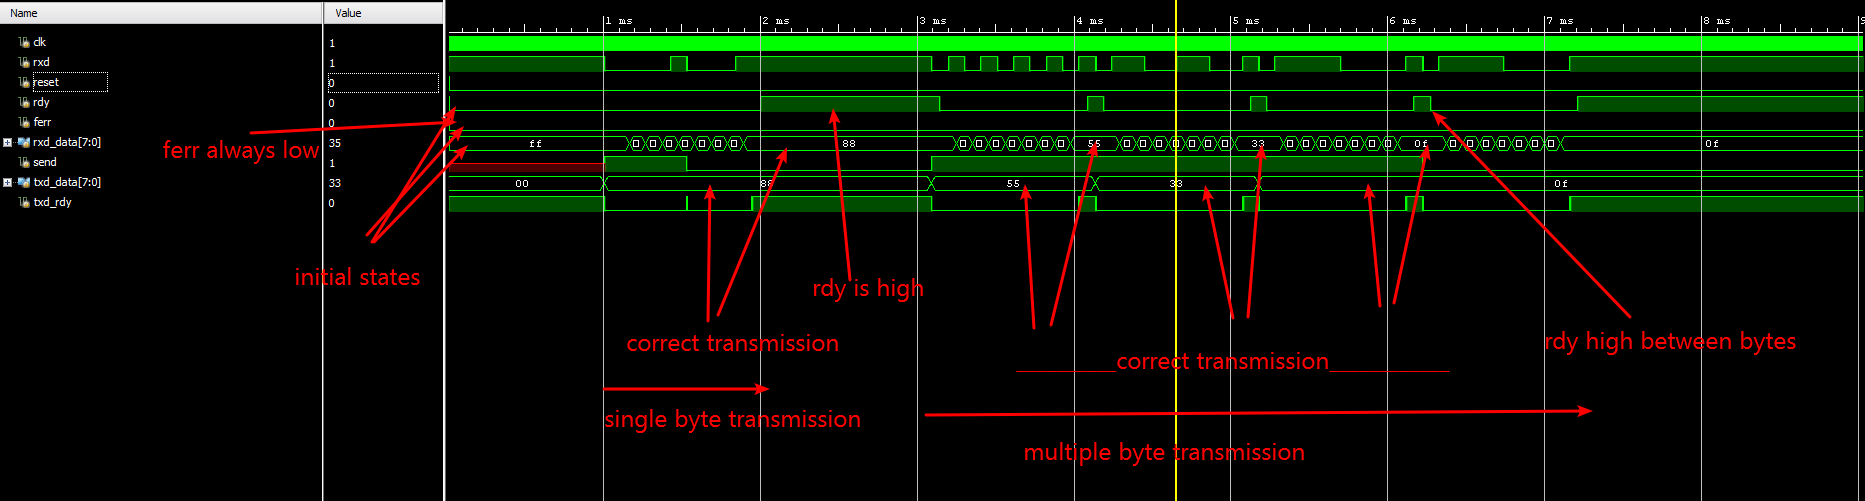 Name Value
1 ms 2 ms 3 ms 4 ms 5 ms 6 ms 7 ms 8 ms 9
clk 1
rxd 1
reset 0
rdy 0
ferr 0
rxd_data[7:0] 35 ff 88 55 33 0f 0f
send 1
txd_data[7:0] 33 00 88 55 33 0f
txd_rdy 0
ferr always low
initial states
rdy is high
correct transmission
correct transmission
rdy high between bytes
single byte transmission
multiple byte transmission